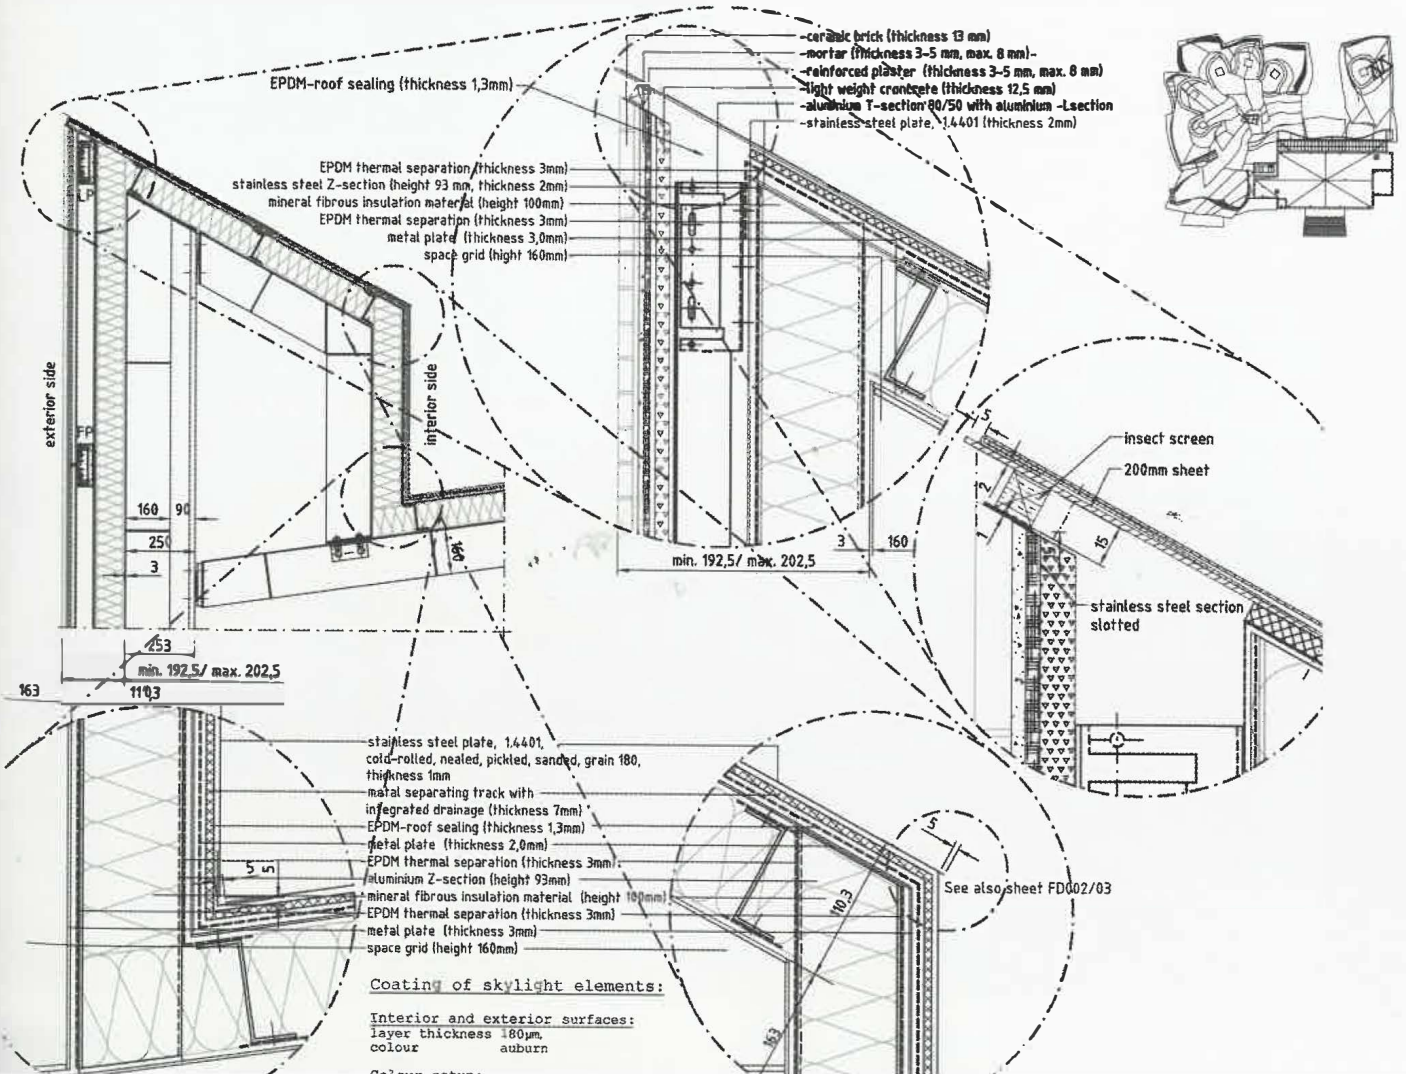 -ceramic brick (thickness 13 mm)
-mortar (thickness 3-5 mm, max. 8 mm)-
-reinforced plaster (thickness 3-5 mm, max. 8 mm)
-light weight crontrete (thickness 12,5 mm)
-aluminium T-section 80/50 with aluminium -Lsection
-stainless-steel plate, 1.4401 (thickness 2mm)
EPDM-roof sealing (thickness 1,3mm)
EPDM thermal separation (thickness 3mm)
stainless steel Z-section (height 93 mm, thickness 2mm)
mineral fibrous insulation material (height 100mm)
EPDM thermal separation (thickness 3mm)
metal plate (thickness 3,0mm)
space grid (hight 160mm)
LP
exterior side
interior side
FP
160 90
250
3
160
253
min. 192,5/ max. 202,5
163
110,3
3 160
min. 192,5/ max. 202,5
5
insect screen
200mm sheet
2
1
15
15
stainless steel section
slotted
stainless steel plate, 1.4401,
cold-rolled, nealed, pickled, sanded, grain 180,
thickness 1mm
metal separating track with
integrated drainage (thickness 7mm)
EPDM-roof sealing (thickness 1,3mm)
metal plate (thickness 2,0mm)
EPDM thermal separation (thickness 3mm)
aluminium Z-section (height 93mm)
mineral fibrous insulation material (height 100mm)
EPDM thermal separation (thickness 3mm)
metal plate (thickness 3mm)
space grid (height 160mm)
5 5
5
See also sheet FD002/03
110,3
163
Coating of skylight elements:
Interior and exterior surfaces:
layer thickness 180µm,
colour auburn